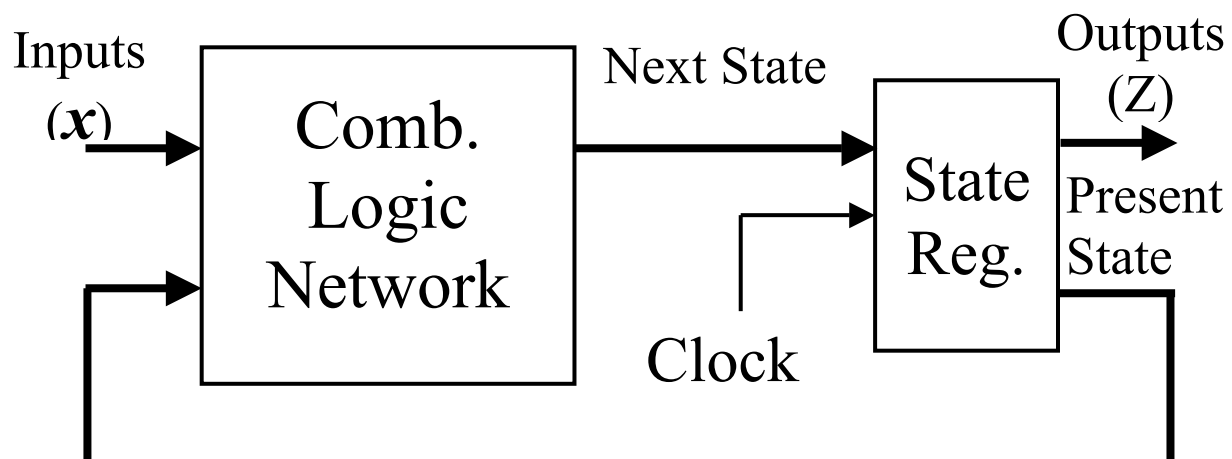 Inputs
(x)
Comb.
Logic
Network
Next State
Clock
State
Reg.
Outputs
(Z)
Present
State